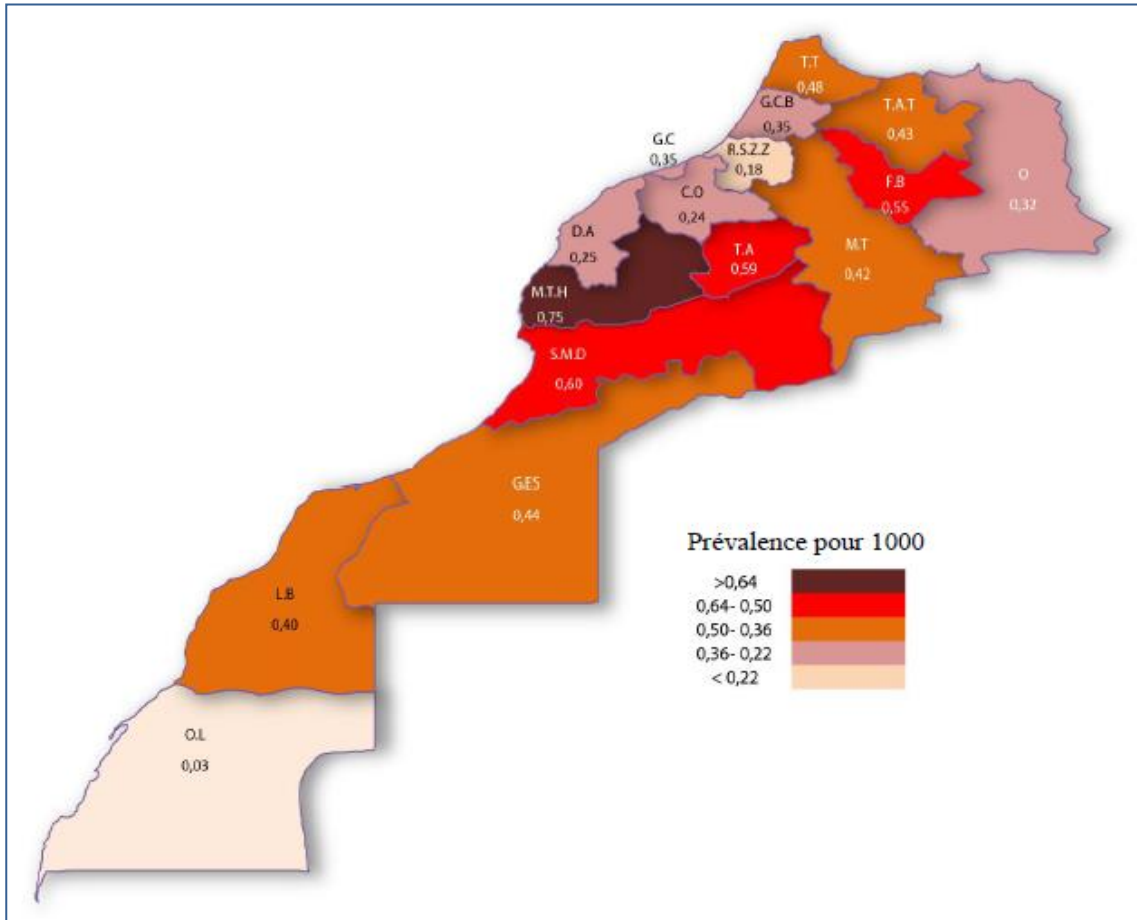 T.T
0,48
G.C.B
0,35
T.A.T
0,43
G.C
0,35
R.S.Z.Z
0,18
F.B
0,55
O
0,32
C.O
0,24
D.A
0,25
T.A
0,59
M.T
0,42
M.T.H
0,75
S.M.D
0,60
G.ES
0,44
L.B
0,40
O.L
0,03
Prévalence pour 1000
>0,64
0,64- 0,50
0,50- 0,36
0,36- 0,22
< 0,22